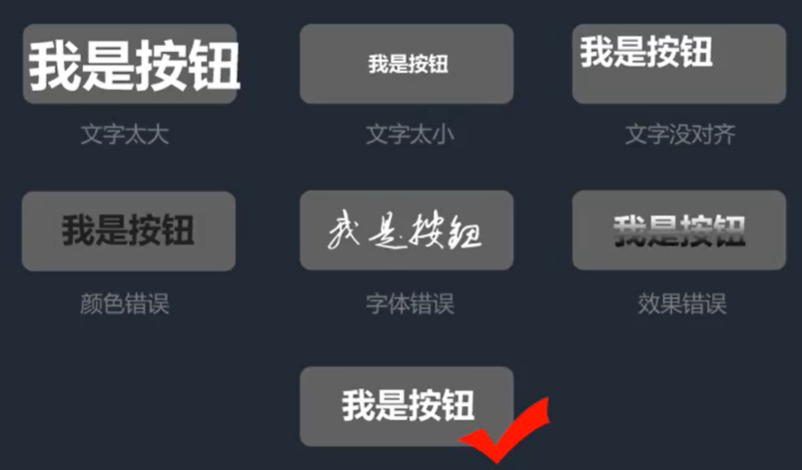 我是按钮 我是按钮 我是按钮
文字太大 文字太小 文字没对齐
我是按钮 我是按钮 我是按钮
颜色错误 字体错误 效果错误
我是按钮